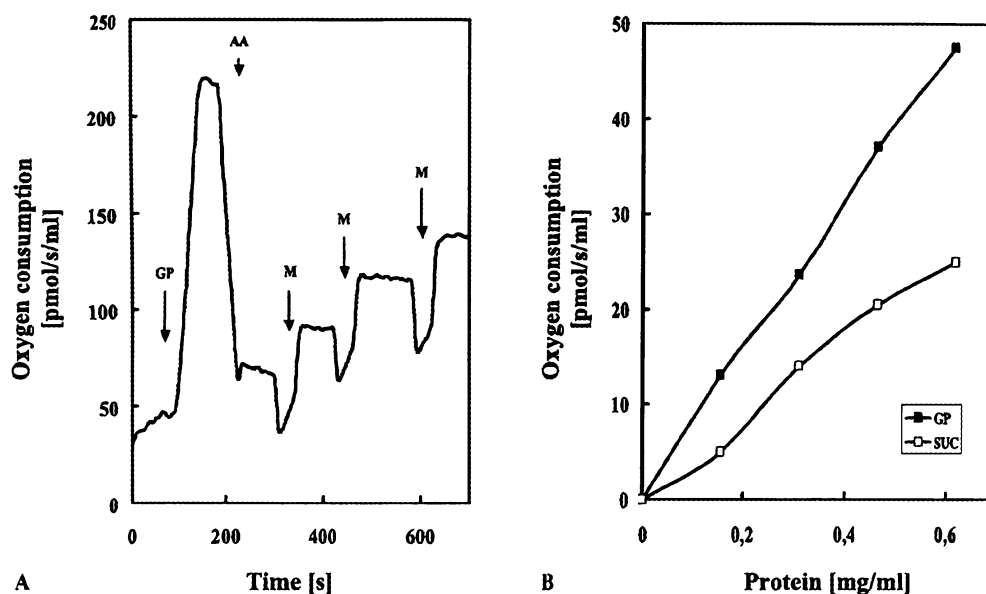 250
200
150
100
50
0
Oxygen consumption
[pmol/s/ml]
GP
AA
M
M
M
0 200 400 600
A
Time [s]
50
40
30
20
10
0
Oxygen consumption
[pmol/s/ml]
GP
SUC
0 0,2 0,4 0,6
B
Protein [mg/ml]